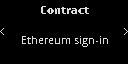 Contract
< Ethereum sign-in >